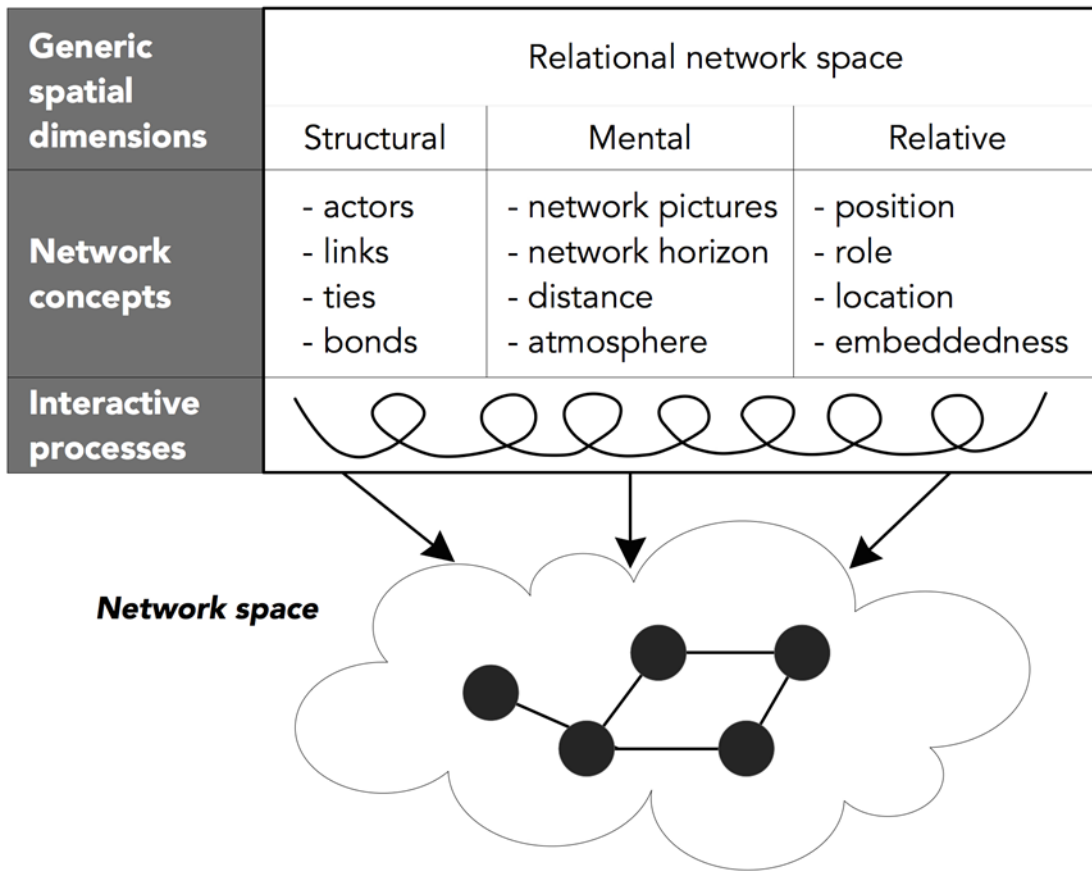 Generic
spatial
dimensions
Relational network space
Structural
Mental
Relative
Network
concepts
- actors
- links
- ties
- bonds
- network pictures
- network horizon
- distance
- atmosphere
- position
- role
- location
- embeddedness
Interactive
processes
Network space